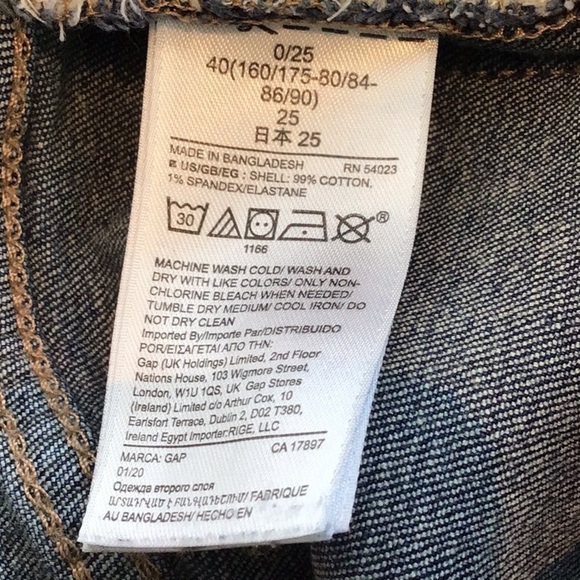 0/25
40(160/175-80/84-
86/90)
25
日本 25
MADE IN BANGLADESH RN 54023
US/GB/EG : SHELL: 99% COTTON,
1% SPANDEX/ELASTANE
30
®
1166
MACHINE WASH COLD/ WASH AND
DRY WITH LIKE COLORS/ ONLY NON-
CHLORINE BLEACH WHEN NEEDED/
TUMBLE DRY MEDIUM/ COOL IRON/ DO
NOT DRY CLEAN
Imported By/Importe Par/DISTRIBUIDO
POR/ΕΙΣΑΓΕΤΑΙ ΑΠΟ ΤΗΝ:
Gap (UK Holdings) Limited, 2nd Floor
Nations House, 103 Wigmore Street,
London, W1U 1QS, UK Gap Stores
(Ireland) Limited c/o Arthur Cox, 10
Earlsfort Terrace, Dublin 2, D02 T380,
Ireland Egypt Importer:RIGE, LLC
MARCA: GAP CA 17897
01/20
Одежда второго слоя
ԱՐՏԱԴՐՎԱԾ Է ԲԱՆԳԼԱԴԵՇՈՒՄ/ FABRIQUE
AU BANGLADESH/ HECHO EN